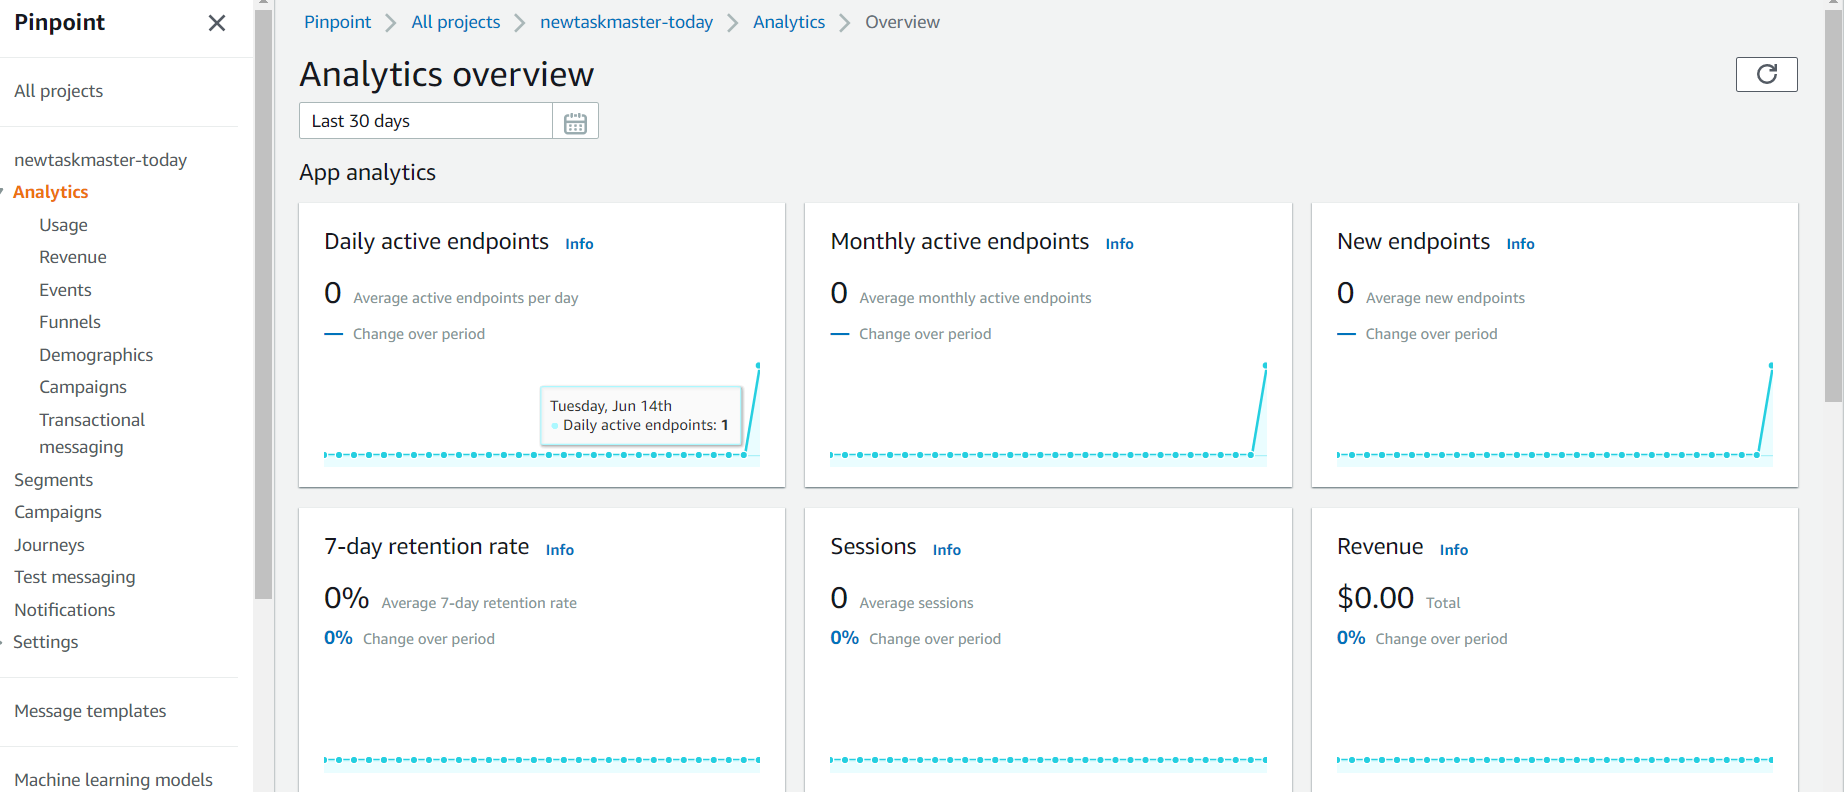 Pinpoint
All projects
newtaskmaster-today
Analytics
Usage
Revenue
Events
Funnels
Demographics
Campaigns
Transactional
messaging
Segments
Campaigns
Journeys
Test messaging
Notifications
Settings
Message templates
Machine learning models
Pinpoint All projects newtaskmaster-today Analytics Overview
Analytics overview
Last 30 days
App analytics
Daily active endpoints Info
0 Average active endpoints per day
Change over period
Tuesday, Jun 14th
Daily active endpoints: 1
Monthly active endpoints Info
0 Average monthly active endpoints
Change over period
New endpoints Info
0 Average new endpoints
Change over period
7-day retention rate Info
0% Average 7-day retention rate
0% Change over period
Sessions Info
0 Average sessions
0% Change over period
Revenue Info
$0.00 Total
0% Change over period